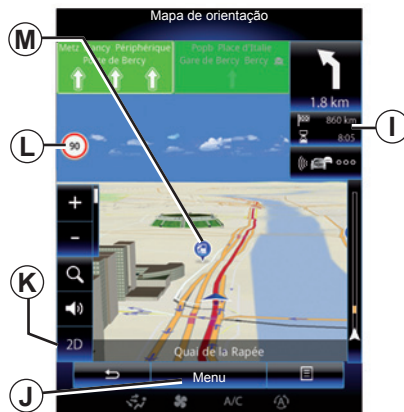 Mapa de orientação
M
Metz Nancy Périphérique
Porte de Bercy
Popb Place d'Italie
Gare de Bercy Bercy
1.8 km
860 km
8:05
I
L
90
+
-
K
2D
Quai de la Rapée
J
Menu
A/C
A